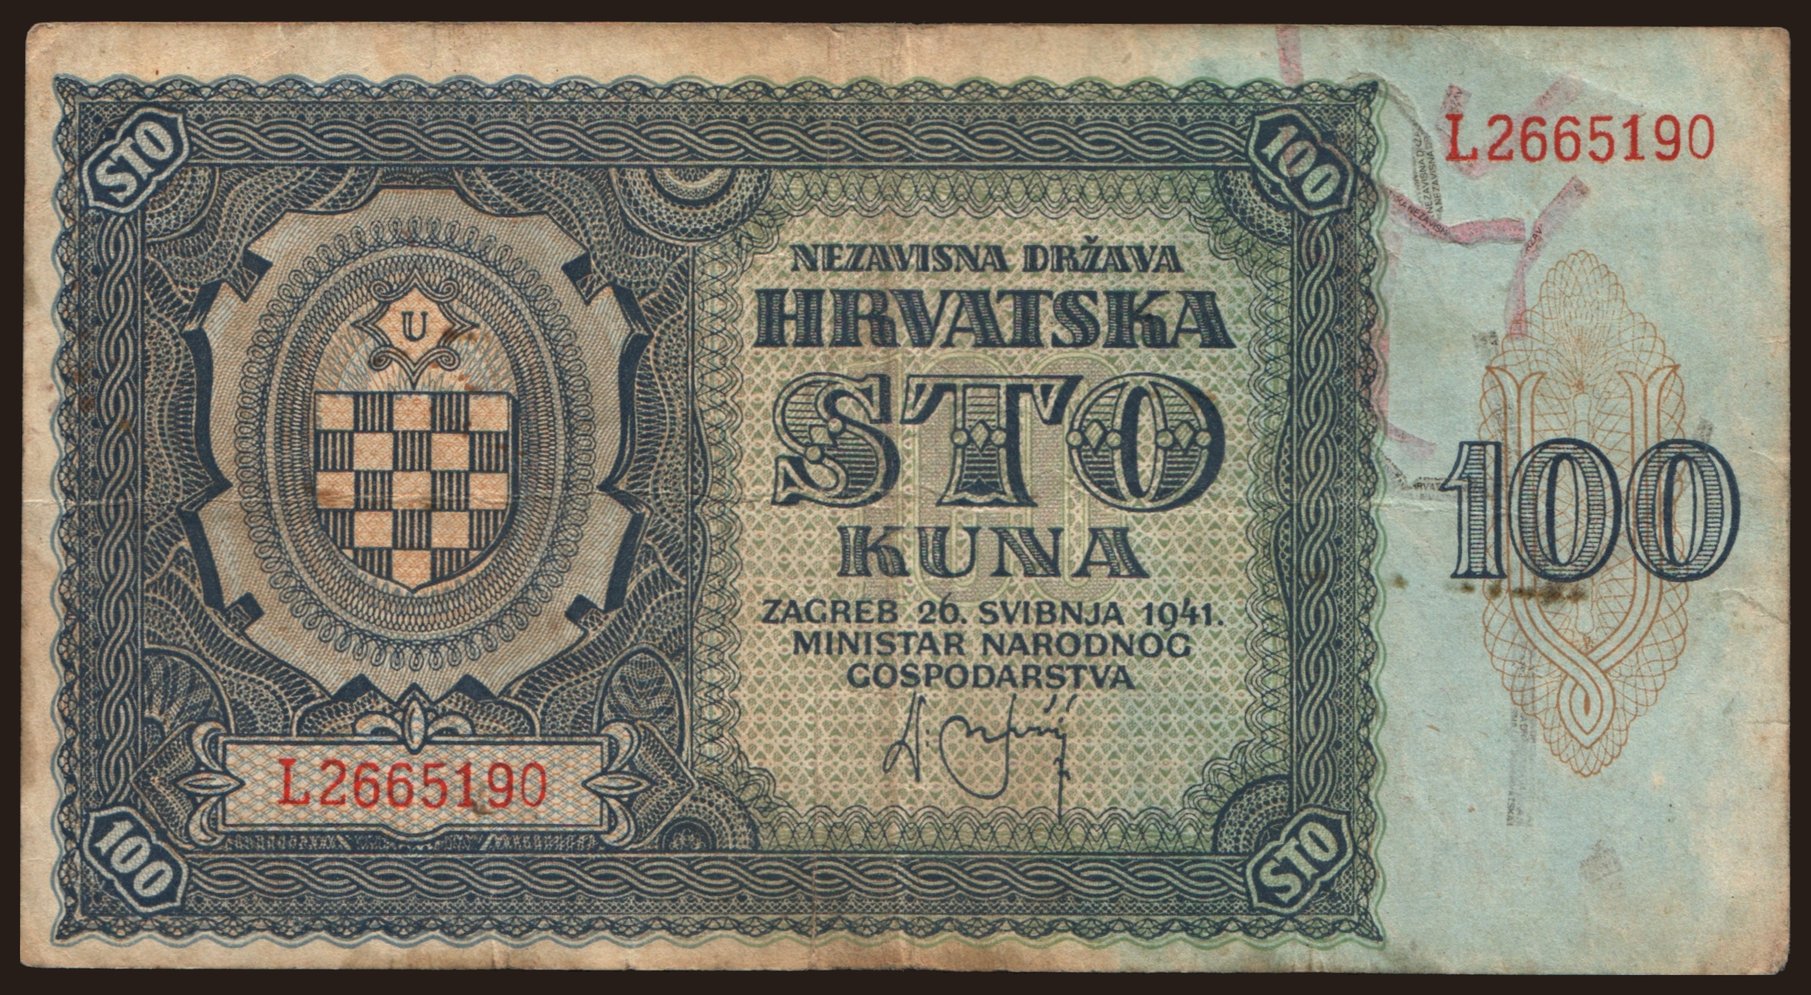 STO
100
L2665190
U
NEZAVISNA DRŽAVA
HRVATSKA
STO
KUNA
100
ZAGREB 26. SVIBNJA 1941.
MINISTAR NARODNOG
GOSPODARSTVA
L2665190
100
STO